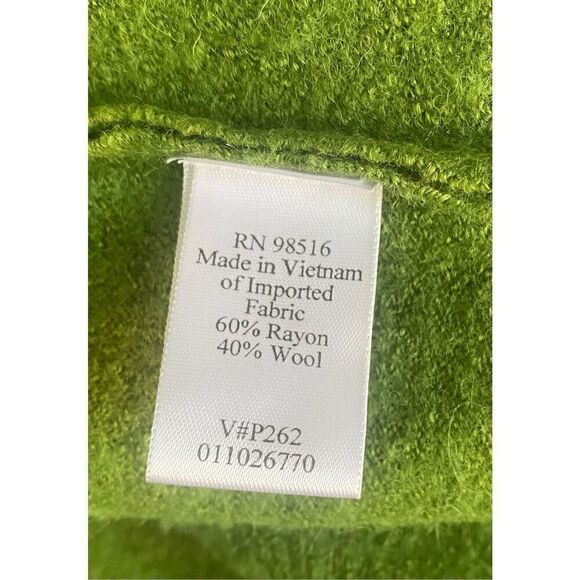 RN 98516
Made in Vietnam
of Imported
Fabric
60% Rayon
40% Wool
V#P262
011026770